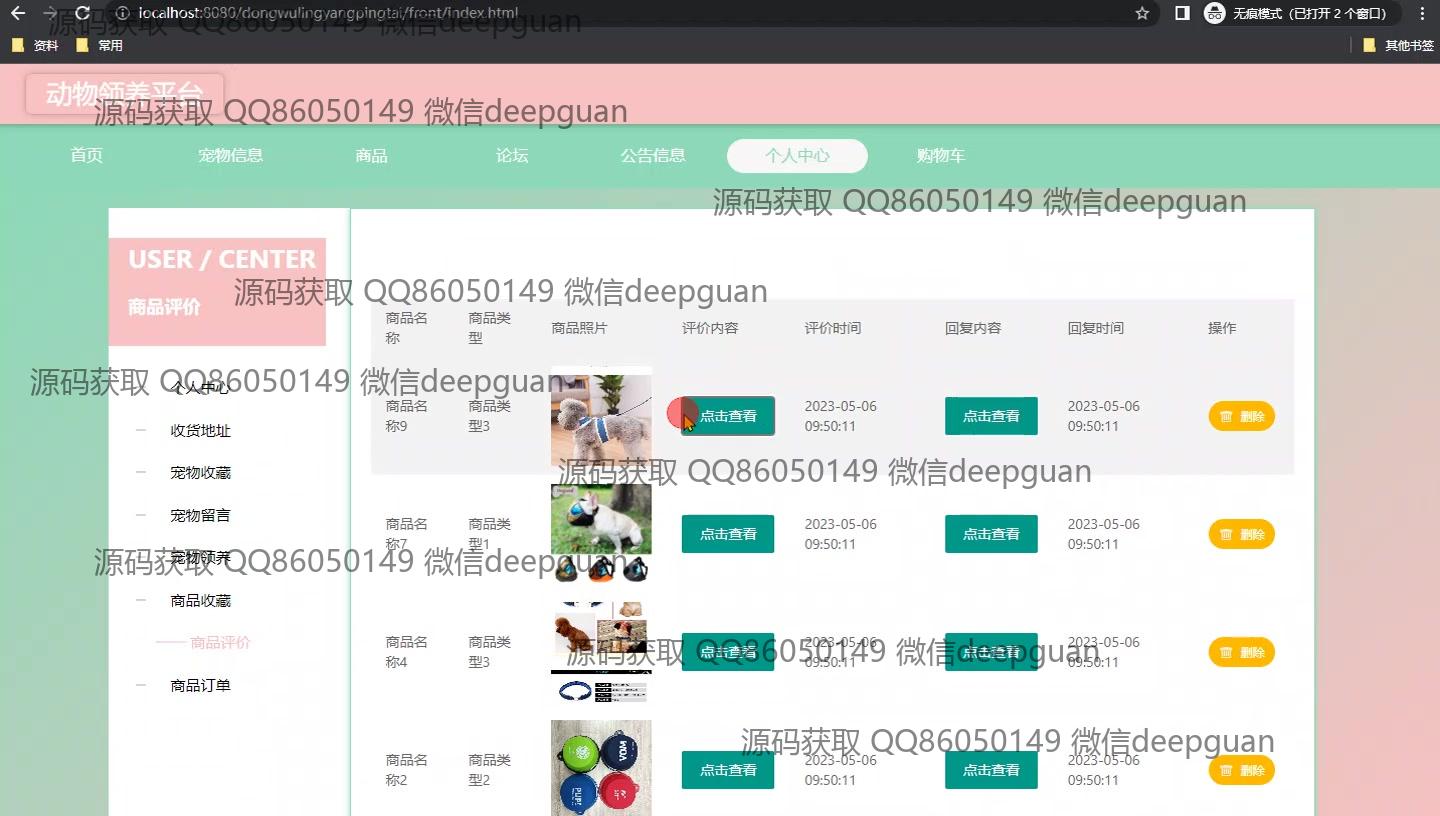 localhost:8080/dongwulingyangpingtai/front/index.html
无痕模式（已打开 2 个窗口）
资料
常用
其他书签
源码获取 QQ86050149 微信deepguan
动物领养平台
源码获取 QQ86050149 微信deepguan
首页
宠物信息
商品
论坛
公告信息
个人中心
购物车
源码获取 QQ86050149 微信deepguan
USER / CENTER
商品评价
源码获取 QQ86050149 微信deepguan
个人中心
源码获取 QQ86050149 微信deepguan
收货地址
宠物收藏
宠物留言
宠物领养
源码获取 QQ86050149 微信deepguan
商品收藏
商品评价
商品订单
商品名称
商品类型
商品照片
评价内容
评价时间
回复内容
回复时间
操作
商品名称9
商品类型3
点击查看
2023-05-06
09:50:11
点击查看
2023-05-06
09:50:11
删除
源码获取 QQ86050149 微信deepguan
商品名称7
商品类型1
点击查看
2023-05-06
09:50:11
点击查看
2023-05-06
09:50:11
删除
商品名称4
商品类型3
点击查看
2023-05-06
09:50:11
点击查看
2023-05-06
09:50:11
删除
源码获取 QQ86050149 微信deepguan
商品名称2
商品类型2
点击查看
2023-05-06
09:50:11
点击查看
2023-05-06
09:50:11
删除
源码获取 QQ86050149 微信deepguan